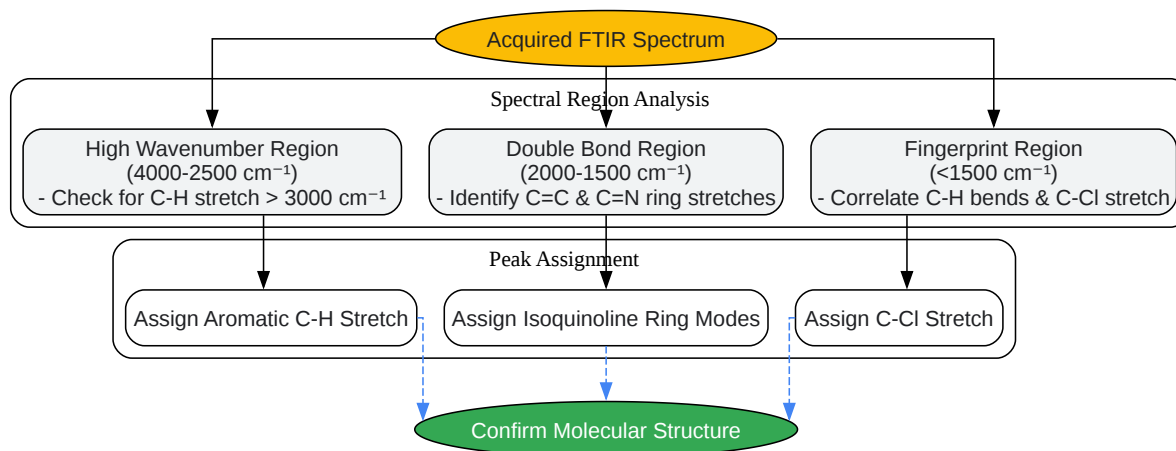 Acquired FTIR Spectrum
Spectral Region Analysis
High Wavenumber Region
(4000-2500 cm⁻¹)
- Check for C-H stretch > 3000 cm⁻¹
Double Bond Region
(2000-1500 cm⁻¹)
- Identify C=C & C=N ring stretches
Fingerprint Region
(<1500 cm⁻¹)
- Correlate C-H bends & C-Cl stretch
Peak Assignment
Assign Aromatic C-H Stretch
Assign Isoquinoline Ring Modes
Assign C-Cl Stretch
Confirm Molecular Structure